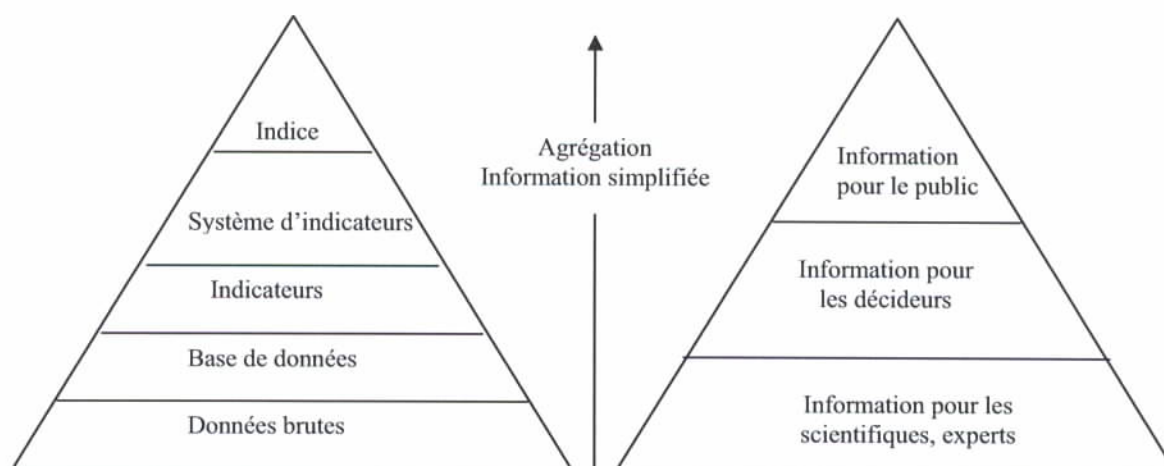 Indice
Système d'indicateurs
Indicateurs
Base de données
Données brutes
Agrégation
Information simplifiée
Information
pour le public
Information pour
les décideurs
Information pour les
scientifiques, experts